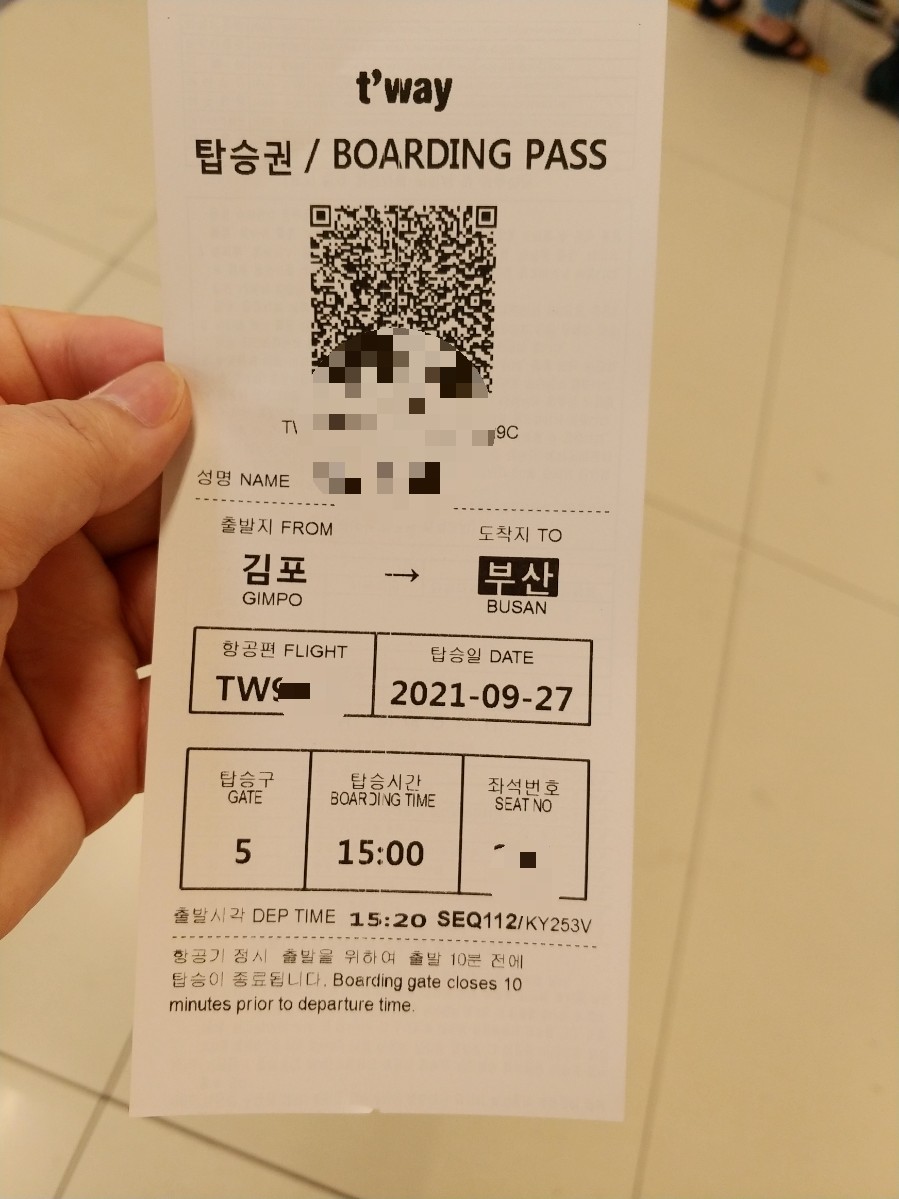 t'way
탑승권 / BOARDING PASS
성명 NAME
출발지 FROM
도착지 TO
김포 → 부산
GIMPO
BUSAN
항공편 FLIGHT
탑승일 DATE
2021-09-27
탑승구
GATE
탑승시간
BOARDING TIME
좌석번호
SEAT NO
5
15:00
출발시각 DEP TIME 15:20 SEQ112/KY253V
항공기 정시 출발을 위하여 출발 10분 전에
탑승이 종료됩니다. Boarding gate closes 10
minutes prior to departure time.